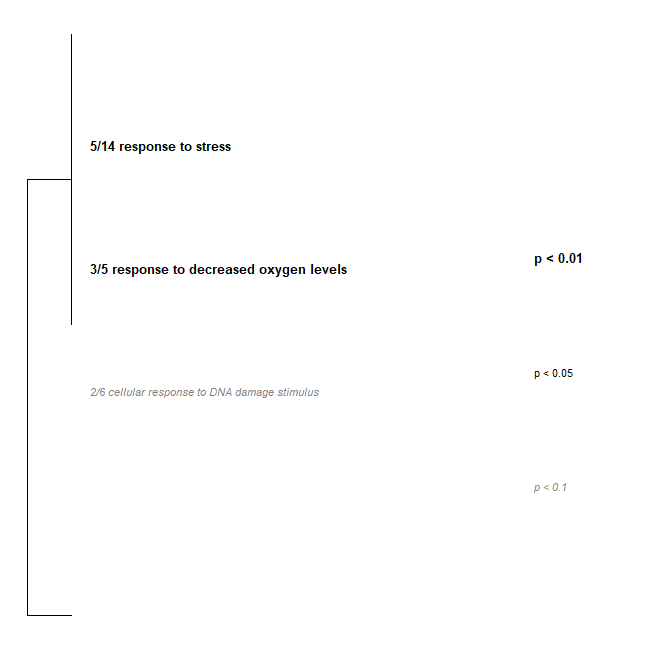 5/14 response to stress
3/5 response to decreased oxygen levels
2/6 cellular response to DNA damage stimulus
p < 0.01
p < 0.05
p < 0.1